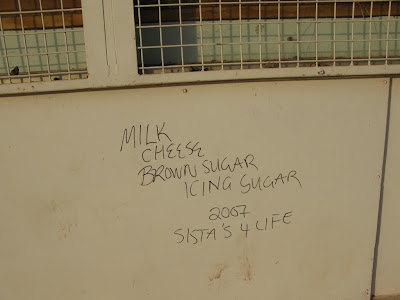 MILK
CHEESE
BROWN SUGAR
ICING SUGAR
2007
SISTA'S 4 LIFE